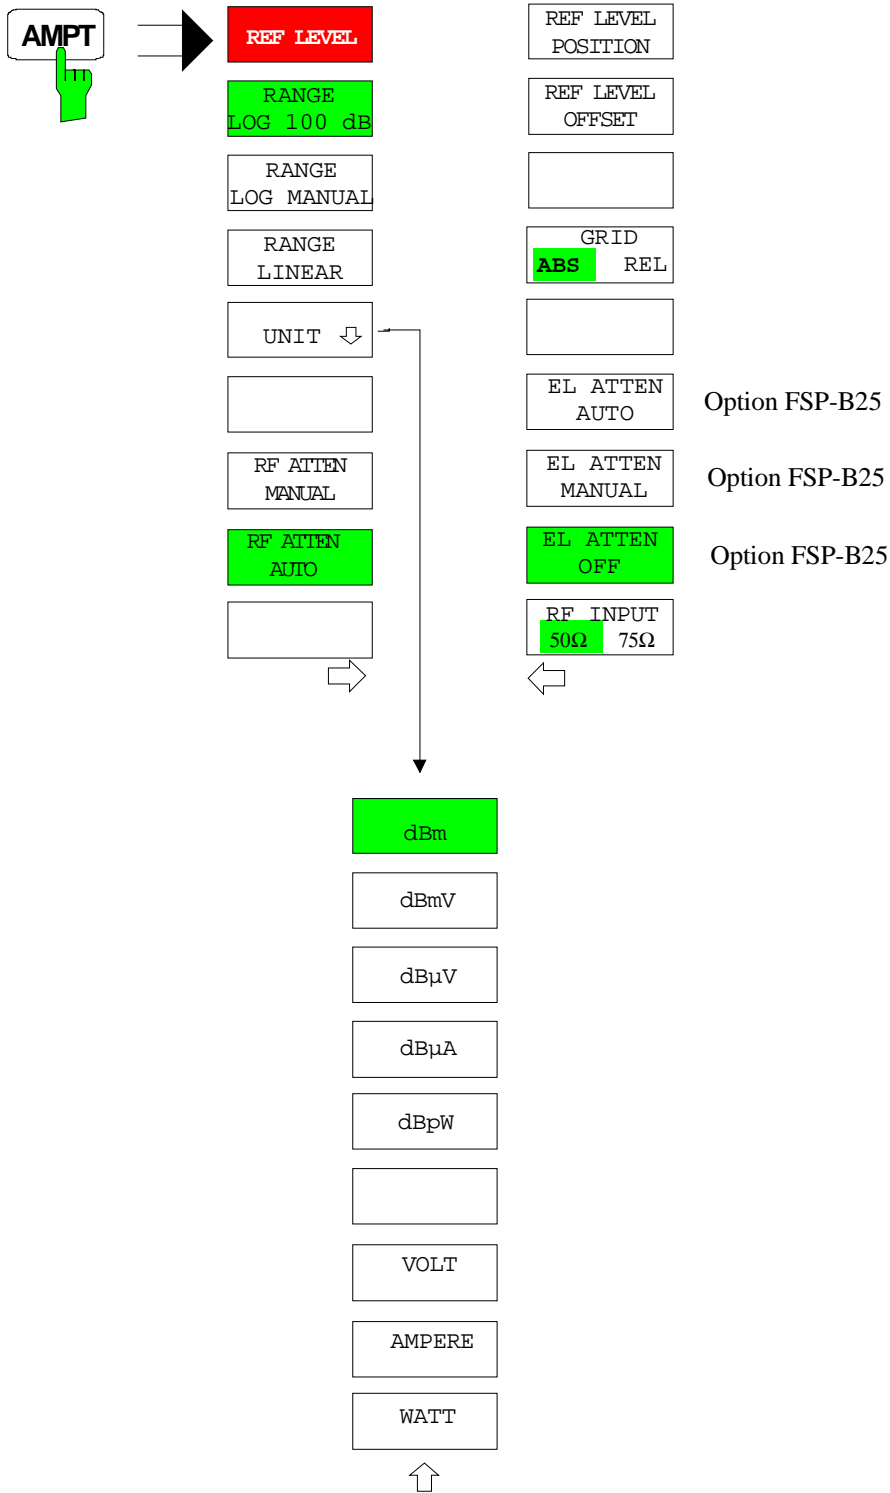 AMPT
REF LEVEL
RANGE
LOG 100 dB
RANGE
LOG MANUAL
RANGE
LINEAR
UNIT
RF ATTEN
MANUAL
RF ATTEN
AUTO
REF LEVEL
POSITION
REF LEVEL
OFFSET
GRID
ABS REL
EL ATTEN
AUTO
Option FSP-B25
EL ATTEN
MANUAL
Option FSP-B25
EL ATTEN
OFF
Option FSP-B25
RF INPUT
50Ω 75Ω
dBm
dBmV
dBµV
dBµA
dBpW
VOLT
AMPERE
WATT